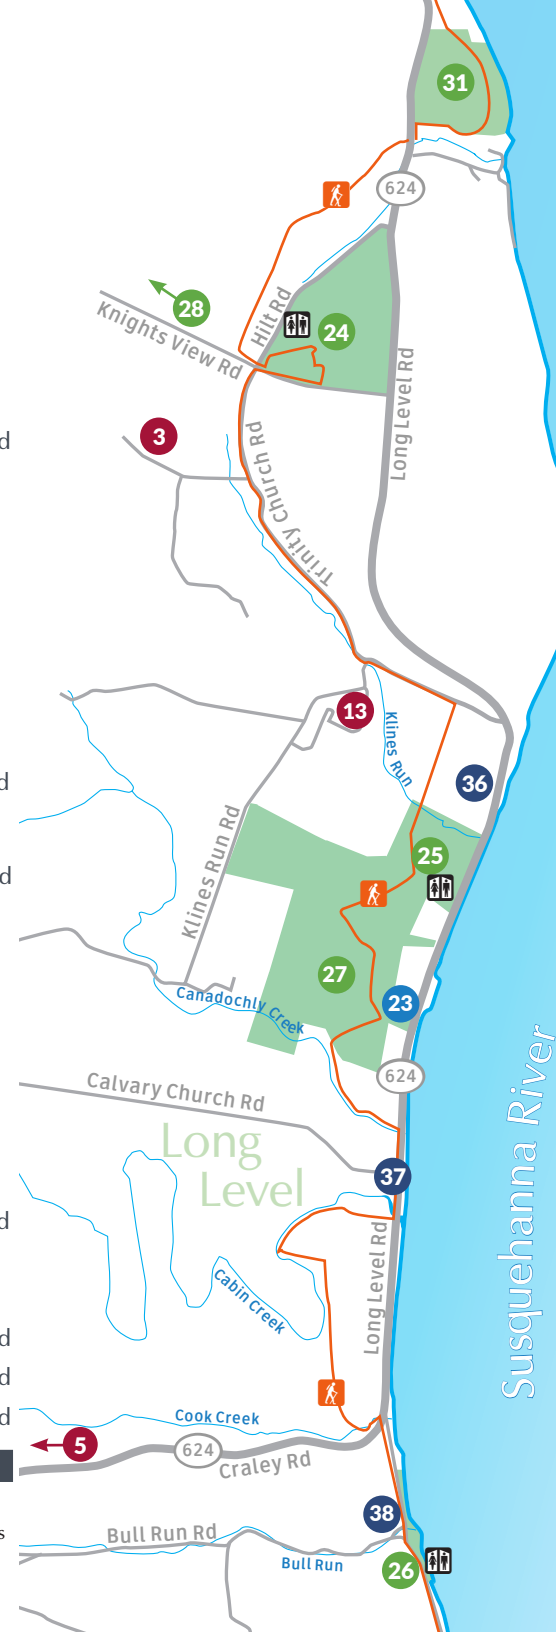 31
624
28
Hilt Rd
24
Knights View Rd
Long Level Rd
3
d
Trinity Church Rd
13
Klines Run
36
d
Klines Run Rd
25
d
27
23
Canadochly Creek
Susquehanna River
624
Calvary Church Rd
Long
Level
37
d
Long Level Rd
Cabin Creek
d
d
d
Cook Creek
5
624
Craley Rd
38
s
Bull Run Rd
Bull Run
26